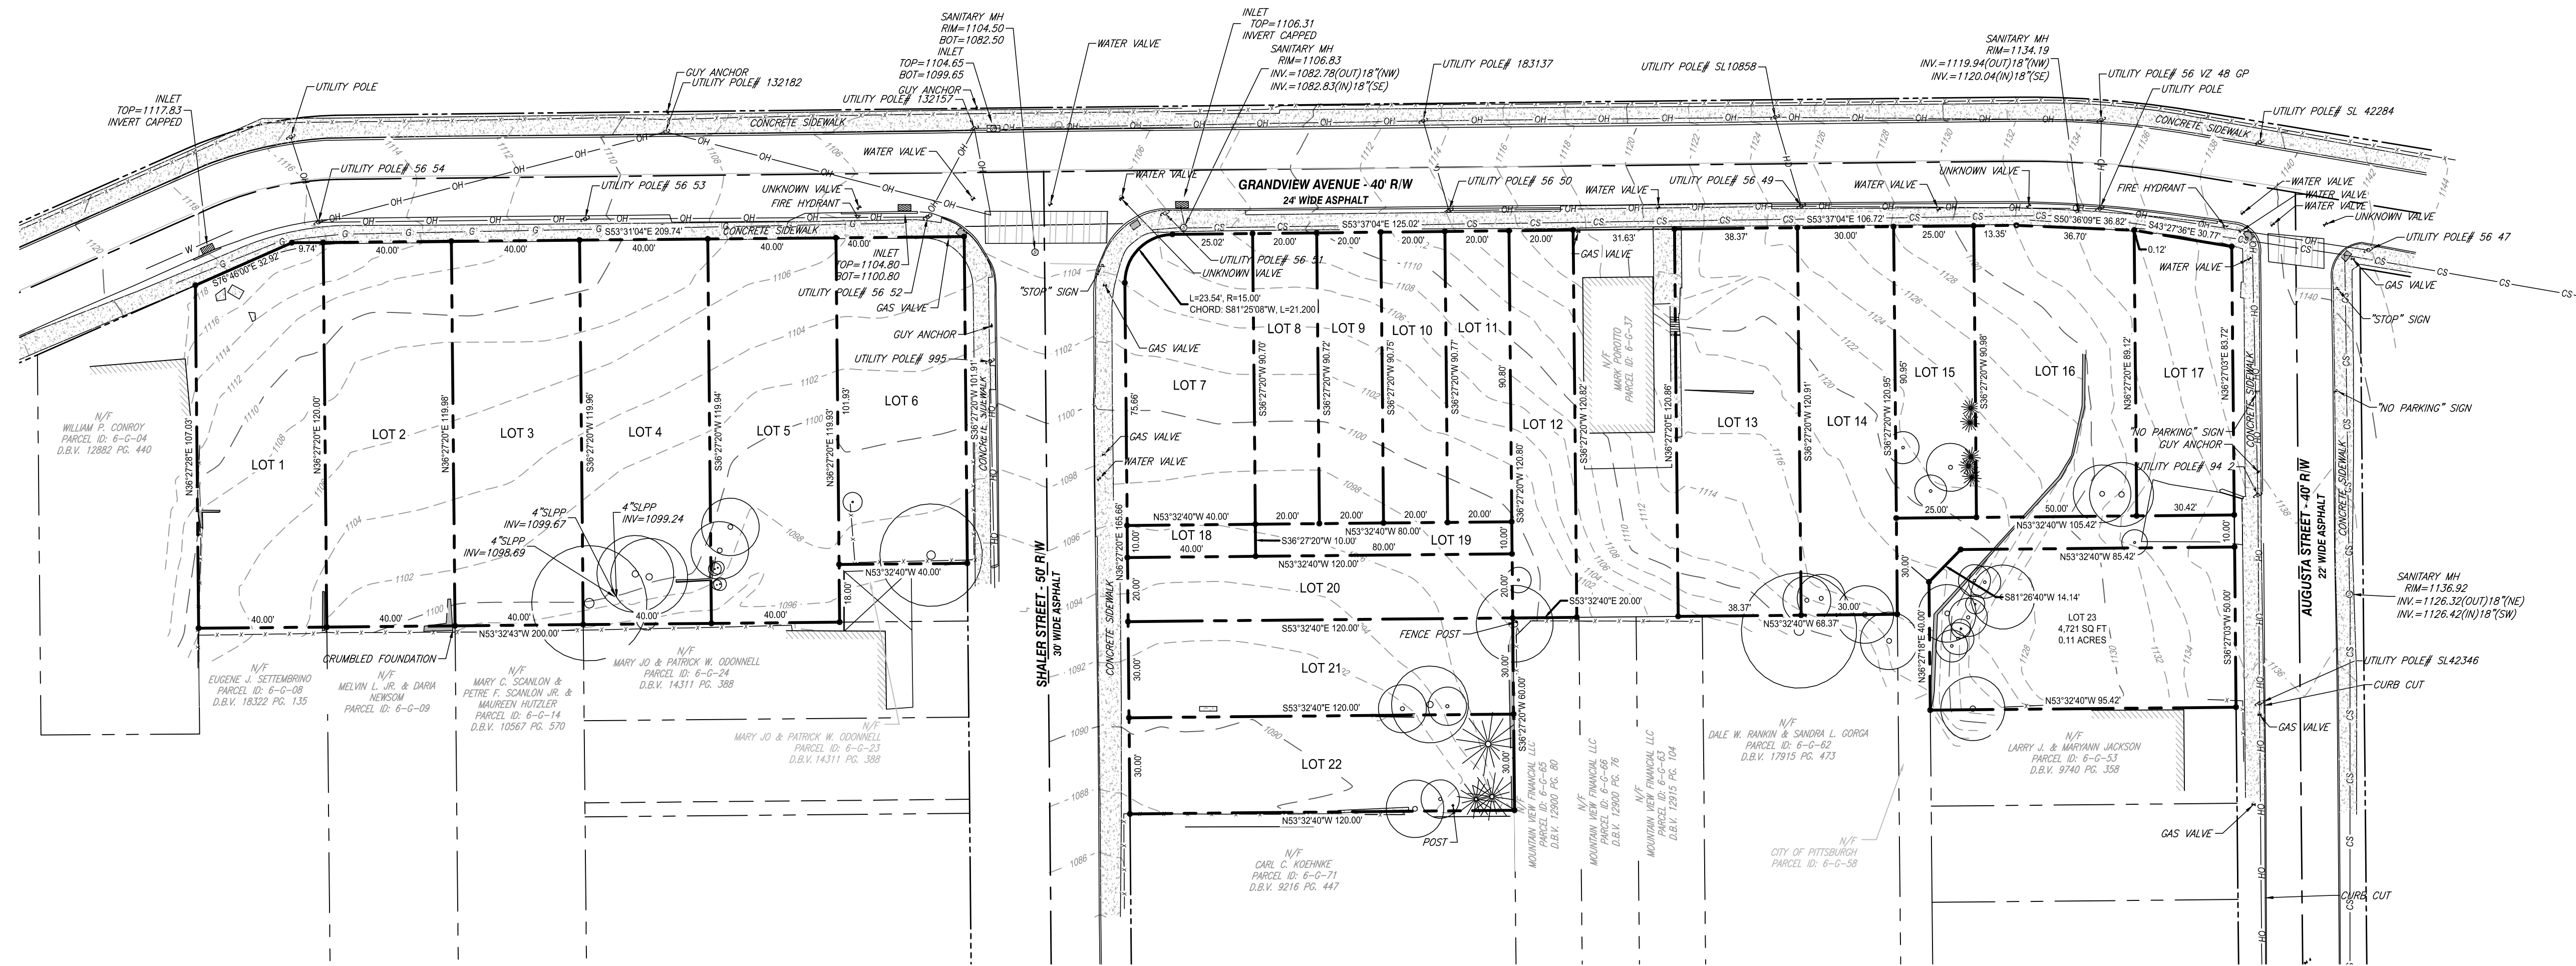 SANITARY MH
RIM=1104.50
BOT=1082.50
INLET
TOP=1104.65
BOT=1099.65
GUY ANCHOR
UTILITY POLE# 132157
WATER VALVE
INLET
TOP=1106.31
INVERT CAPPED
SANITARY MH
RIM=1106.83
INV.=1082.78(OUT)18"(NW)
INV.=1082.83(IN)18"(SE)
UTILITY POLE# 183137
UTILITY POLE# SL10858
SANITARY MH
RIM=1134.19
INV.=1119.94(OUT)18"(NW)
INV.=1120.04(IN)18"(SE)
UTILITY POLE# 56 VZ 48 GP
UTILITY POLE
UTILITY POLE# SL 42284
INLET
TOP=1117.83
INVERT CAPPED
UTILITY POLE
GUY ANCHOR
UTILITY POLE# 132182
CONCRETE SIDEWALK
CONCRETE SIDEWALK
WATER VALVE
UTILITY POLE# 56 54
UTILITY POLE# 56 53
UNKNOWN VALVE
FIRE HYDRANT
WATER VALVE
GRANDVIEW AVENUE - 40' R/W
24' WIDE ASPHALT
UTILITY POLE# 56 50
WATER VALVE
UTILITY POLE# 56 49
WATER VALVE
UNKNOWN VALVE
FIRE HYDRANT
WATER VALVE
WATER VALVE
WATER VALVE
UNKNOWN VALVE
UTILITY POLE# 56 47
GAS VALVE
"STOP" SIGN
"NO PARKING" SIGN
S76°46'00"E 32.92'
9.74'
S53°31'04"E 209.74'
CONCRETE SIDEWALK
40.00'
40.00'
40.00'
40.00'
40.00'
INLET
TOP=1104.80
BOT=1100.80
UTILITY POLE# 56 52
GAS VALVE
GUY ANCHOR
UTILITY POLE# 995
CONCRETE SIDEWALK
"STOP" SIGN
UTILITY POLE# 56 51
UNKNOWN VALVE
GAS VALVE
L=23.54', R=15.00'
CHORD: S81°25'08"W, L=21.200
S53°37'04"E 125.02'
25.02'
20.00'
20.00'
20.00'
20.00'
20.00'
GAS VALVE
31.63'
S53°37'04"E 106.72'
38.37'
30.00'
25.00'
13.35'
S50°36'09"E 36.82'
36.70'
S43°27'36"E 30.77'
0.12'
WATER VALVE
N/F
WILLIAM P. CONROY
PARCEL ID: 6-G-04
D.B.V. 12882 PG. 440
N36°27'28"E 107.03'
LOT 1
N36°27'20"E 120.00'
LOT 2
N36°27'20"E 119.98'
LOT 3
S36°27'20"W 119.96'
LOT 4
S36°27'20"W 119.94'
LOT 5
N36°27'20"E 119.93'
101.93'
LOT 6
S36°27'20"W 101.91'
LOT 7
75.66'
LOT 8
S36°27'20"W 90.70'
LOT 9
S36°27'20"W 90.72'
LOT 10
S36°27'20"W 90.75'
LOT 11
S36°27'20"W 90.77'
90.80'
LOT 12
S36°27'20"W 120.80'
S36°27'20"W 120.82'
N/F
MARK POROTTO
PARCEL ID: 6-G-37
N36°27'20"E 120.86'
LOT 13
S36°27'20"W 120.91'
LOT 14
S36°27'20"W 120.95'
90.95'
LOT 15
S36°27'20"W 90.98'
LOT 16
N36°27'20"E 89.12'
LOT 17
N36°27'03"E 83.72'
CONCRETE SIDEWALK
"NO PARKING" SIGN
GUY ANCHOR
UTILITY POLE# 94 2
AUGUSTA STREET - 40' R/W
22' WIDE ASPHALT
CONCRETE SIDEWALK
GAS VALVE
WATER VALVE
4"SLPP
INV=1099.67
4"SLPP
INV=1099.24
4"SLPP
INV=1098.69
N53°32'40"W 40.00'
18.00'
40.00'
40.00'
40.00'
40.00'
40.00'
N53°32'43"W 200.00'
CRUMBLED FOUNDATION
SHALER STREET - 50' R/W
30' WIDE ASPHALT
CONCRETE SIDEWALK
N36°27'20"E 165.66'
N53°32'40"W 40.00'
20.00'
20.00'
20.00'
20.00'
LOT 18
10.00'
40.00'
S36°27'20"W 10.00'
N53°32'40"W 80.00'
LOT 19
10.00'
80.00'
N53°32'40"W 120.00'
LOT 20
20.00'
20.00'
S53°32'40"E 120.00'
S53°32'40"E 20.00'
FENCE POST
LOT 21
30.00'
30.00'
S53°32'40"E 120.00'
S36°27'20"W 60.00'
LOT 22
30.00'
30.00'
N53°32'40"W 120.00'
POST
38.37'
30.00'
N53°32'40"W 68.37'
30.00'
25.00'
50.00'
30.42'
N53°32'40"W 105.42'
10.00'
N53°32'40"W 85.42'
S81°26'40"W 14.14'
N36°27'18"E 40.00'
LOT 23
4,721 SQ FT
0.11 ACRES
S36°27'03"W 50.00'
N53°32'40"W 95.42'
SANITARY MH
RIM=1136.92
INV.=1126.32(OUT)18"(NE)
INV.=1126.42(IN)18"(SW)
UTILITY POLE# SL42346
CURB CUT
GAS VALVE
GAS VALVE
CURB CUT
N/F
EUGENE J. SETTEMBRINO
PARCEL ID: 6-G-08
D.B.V. 18322 PG. 135
N/F
MELVIN L. JR. & DARIA
NEWSOM
PARCEL ID: 6-G-09
N/F
MARY C. SCANLON &
PETRE F. SCANLON JR. &
MAUREEN HUTZLER
PARCEL ID: 6-G-14
D.B.V. 10567 PG. 570
N/F
MARY JO & PATRICK W. ODONNELL
PARCEL ID: 6-G-24
D.B.V. 14311 PG. 388
N/F
MARY JO & PATRICK W. ODONNELL
PARCEL ID: 6-G-23
D.B.V. 14311 PG. 388
N/F
CARL C. KOEHNKE
PARCEL ID: 6-G-71
D.B.V. 9216 PG. 447
N/F
MOUNTAIN VIEW FINANCIAL LLC
PARCEL ID: 6-G-65
D.B.V. 12900 PG. 80
N/F
MOUNTAIN VIEW FINANCIAL LLC
PARCEL ID: 6-G-66
D.B.V. 12900 PG. 76
N/F
MOUNTAIN VIEW FINANCIAL LLC
PARCEL ID: 6-G-63
D.B.V. 12915 PG. 104
N/F
DALE W. RANKIN & SANDRA L. GORGA
PARCEL ID: 6-G-62
D.B.V. 17915 PG. 473
N/F
CITY OF PITTSBURGH
PARCEL ID: 6-G-58
N/F
LARRY J. & MARYANN JACKSON
PARCEL ID: 6-G-53
D.B.V. 9740 PG. 358